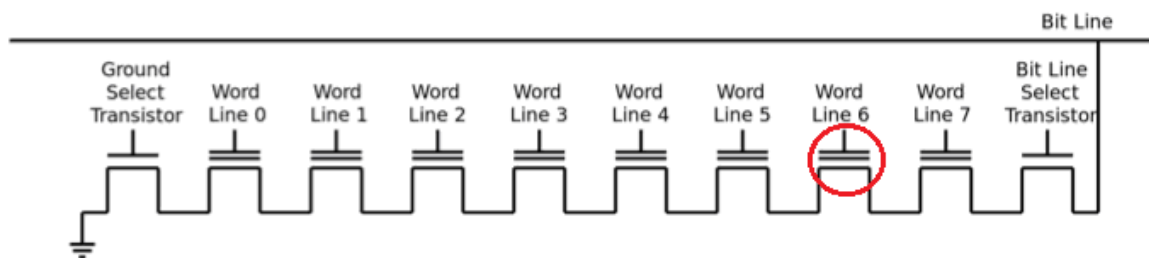 Bit Line
Ground
Select
Transistor
Word
Line 0
Word
Line 1
Word
Line 2
Word
Line 3
Word
Line 4
Word
Line 5
Word
Line 6
Word
Line 7
Bit Line
Select
Transistor